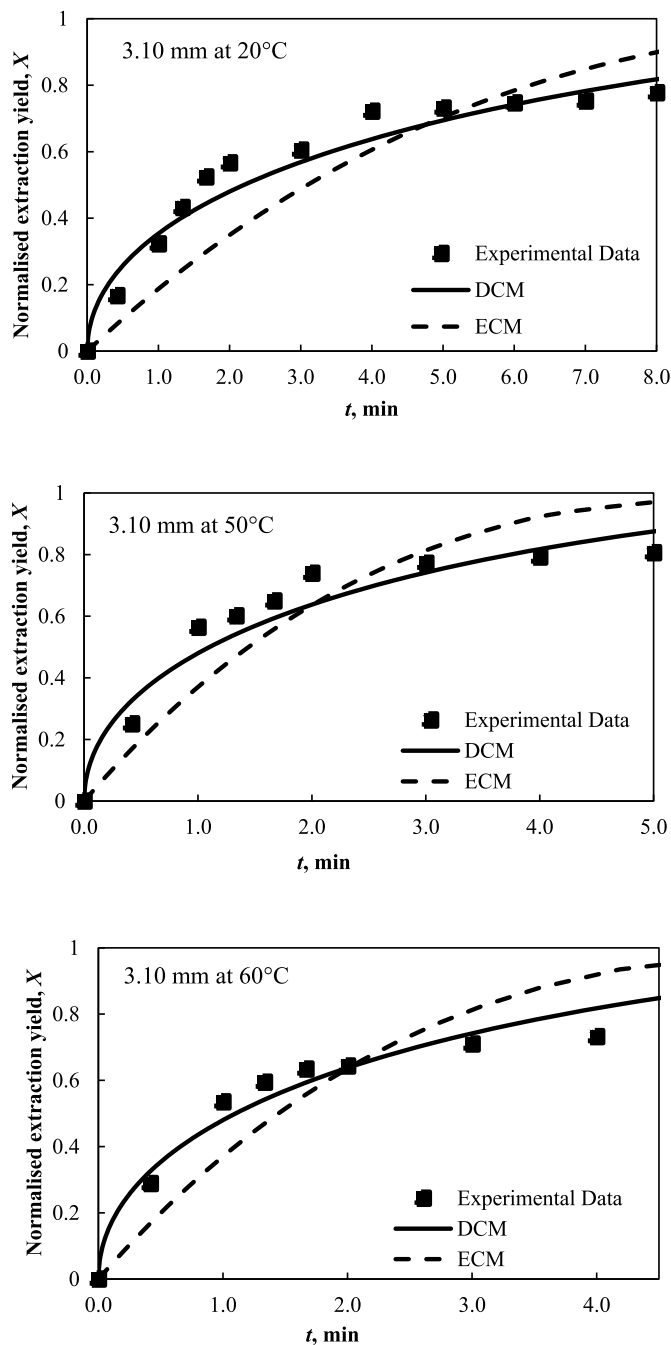 1
3.10 mm at 20°C
0.8
0.6
0.4
0.2
0
Normalised extraction yield, X
Experimental Data
DCM
ECM
0.0 1.0 2.0 3.0 4.0 5.0 6.0 7.0 8.0
t, min
1
3.10 mm at 50°C
0.8
0.6
0.4
0.2
0
Normalised extraction yield, X
Experimental Data
DCM
ECM
0.0 1.0 2.0 3.0 4.0 5.0
t, min
1
3.10 mm at 60°C
0.8
0.6
0.4
0.2
0
Normalised extraction yield, X
Experimental Data
DCM
ECM
0.0 1.0 2.0 3.0 4.0
t, min